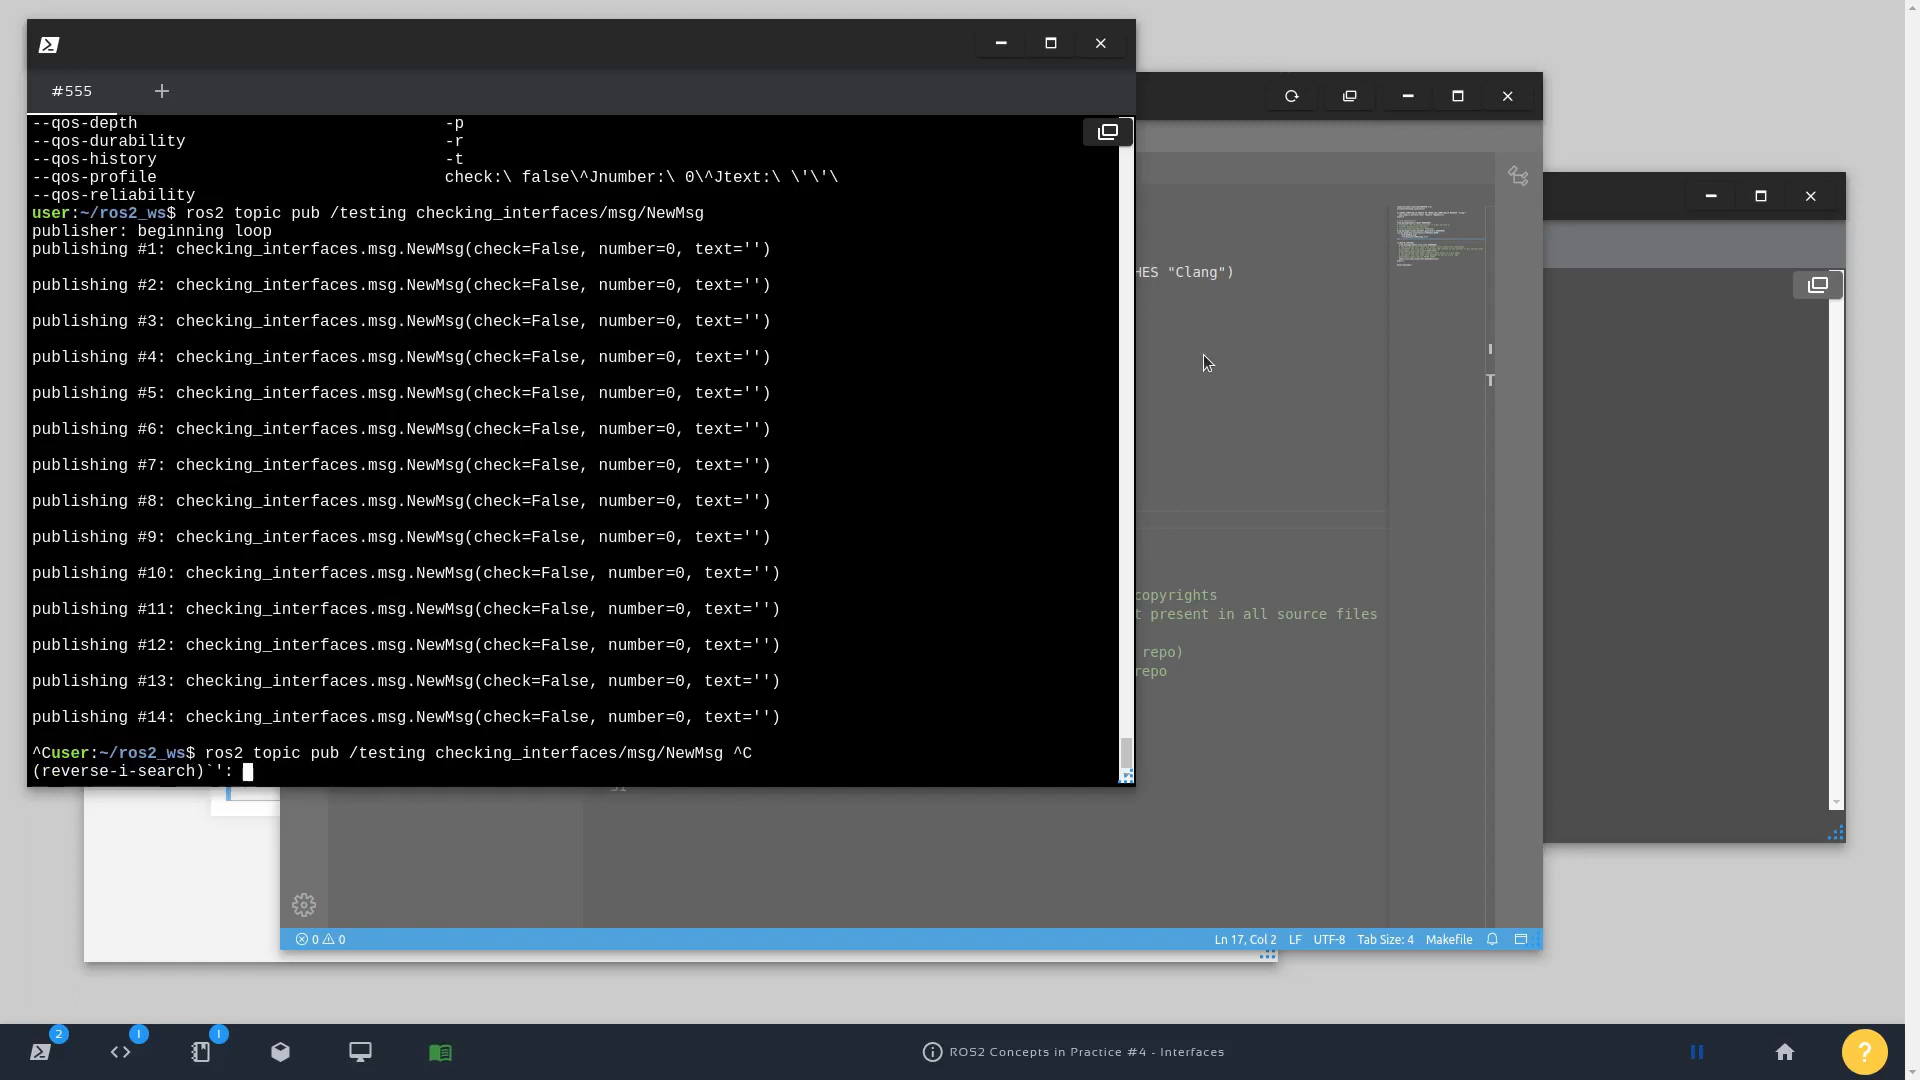 #555
--qos-depth -p
--qos-durability -r
--qos-history -t
--qos-profile check:\ false\^Jnumber:\ 0\^Jtext:\ \'\'\
--qos-reliability
user:~/ros2_ws$ ros2 topic pub /testing checking_interfaces/msg/NewMsg
publisher: beginning loop
publishing #1: checking_interfaces.msg.NewMsg(check=False, number=0, text='')
publishing #2: checking_interfaces.msg.NewMsg(check=False, number=0, text='')
publishing #3: checking_interfaces.msg.NewMsg(check=False, number=0, text='')
publishing #4: checking_interfaces.msg.NewMsg(check=False, number=0, text='')
publishing #5: checking_interfaces.msg.NewMsg(check=False, number=0, text='')
publishing #6: checking_interfaces.msg.NewMsg(check=False, number=0, text='')
publishing #7: checking_interfaces.msg.NewMsg(check=False, number=0, text='')
publishing #8: checking_interfaces.msg.NewMsg(check=False, number=0, text='')
publishing #9: checking_interfaces.msg.NewMsg(check=False, number=0, text='')
publishing #10: checking_interfaces.msg.NewMsg(check=False, number=0, text='')
publishing #11: checking_interfaces.msg.NewMsg(check=False, number=0, text='')
publishing #12: checking_interfaces.msg.NewMsg(check=False, number=0, text='')
publishing #13: checking_interfaces.msg.NewMsg(check=False, number=0, text='')
publishing #14: checking_interfaces.msg.NewMsg(check=False, number=0, text='')
^Cuser:~/ros2_ws$ ros2 topic pub /testing checking_interfaces/msg/NewMsg ^C
(reverse-i-search)`':
HES "Clang")
copyrights
t present in all source files
repo)
repo
0 0
Ln 17, Col 2 LF UTF-8 Tab Size: 4 Makefile
2 1 1
ROS2 Concepts in Practice #4 - Interfaces
?